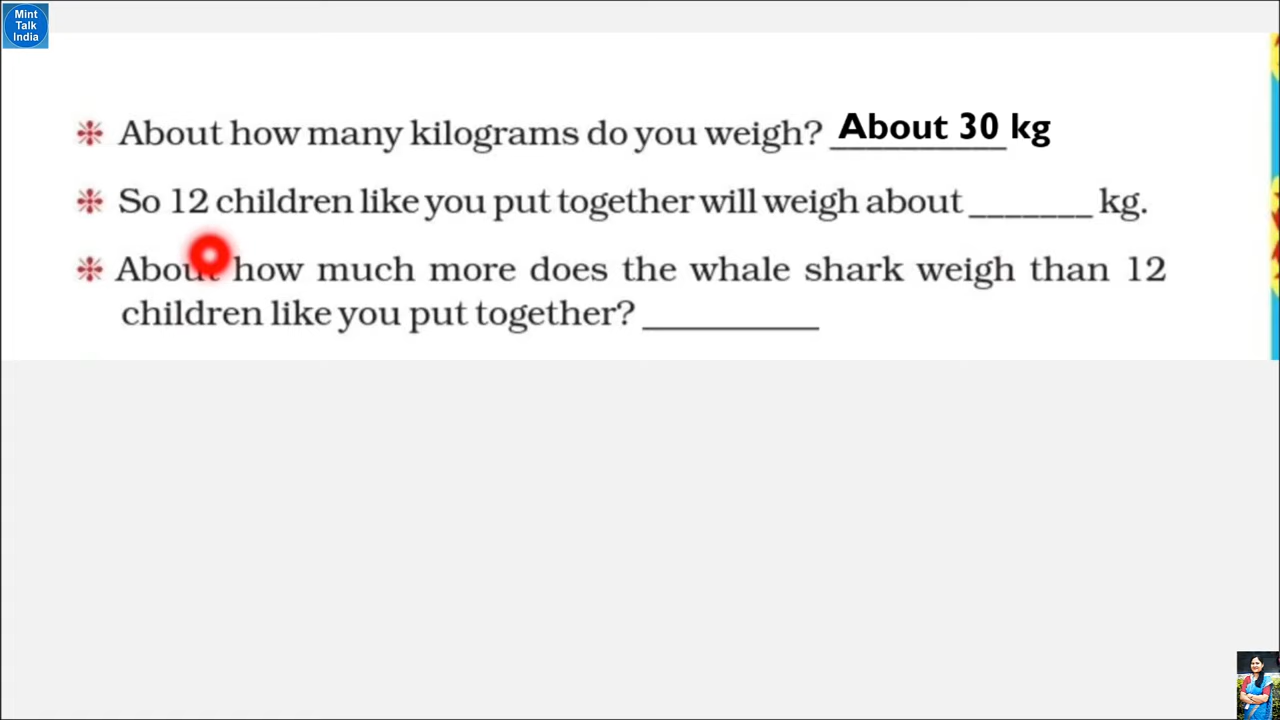 Mint
Talk
India
About how many kilograms do you weigh? __________ About 30 kg
So 12 children like you put together will weigh about _______ kg.
About how much more does the whale shark weigh than 12
children like you put together? __________